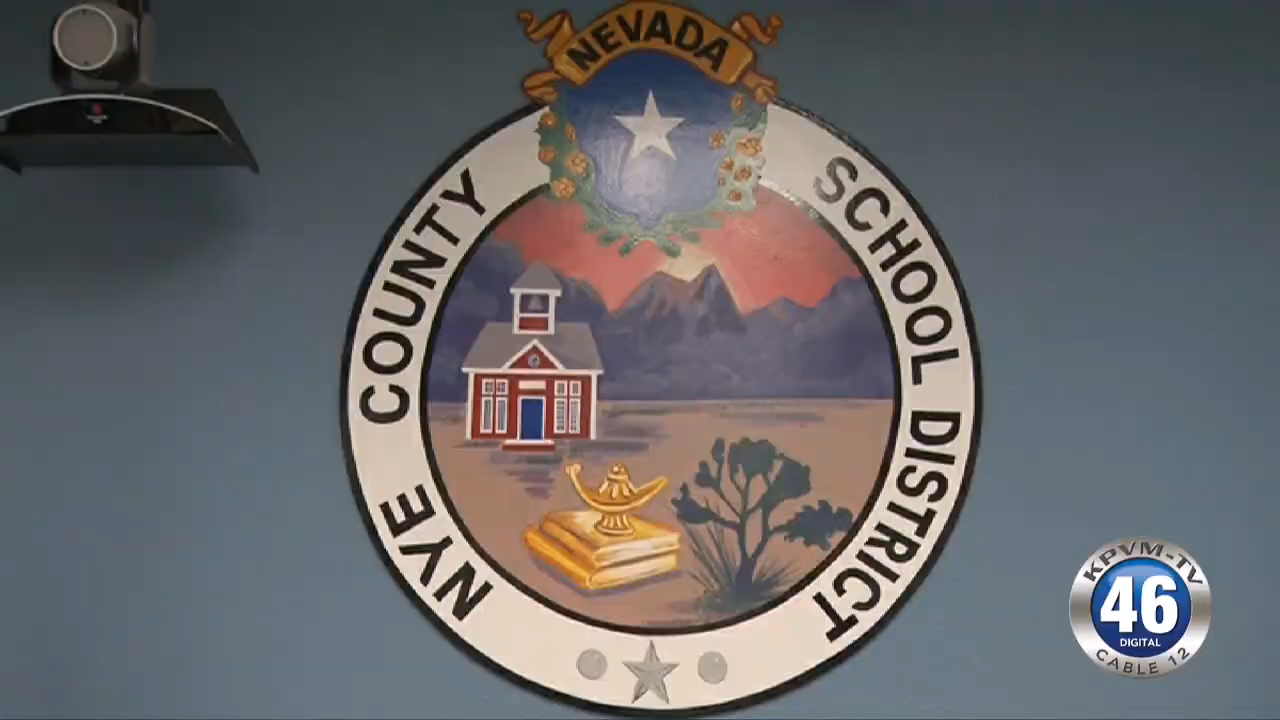 NEVADA
NYE COUNTY SCHOOL DISTRICT
KPVM-TV
46
DIGITAL
CABLE 12